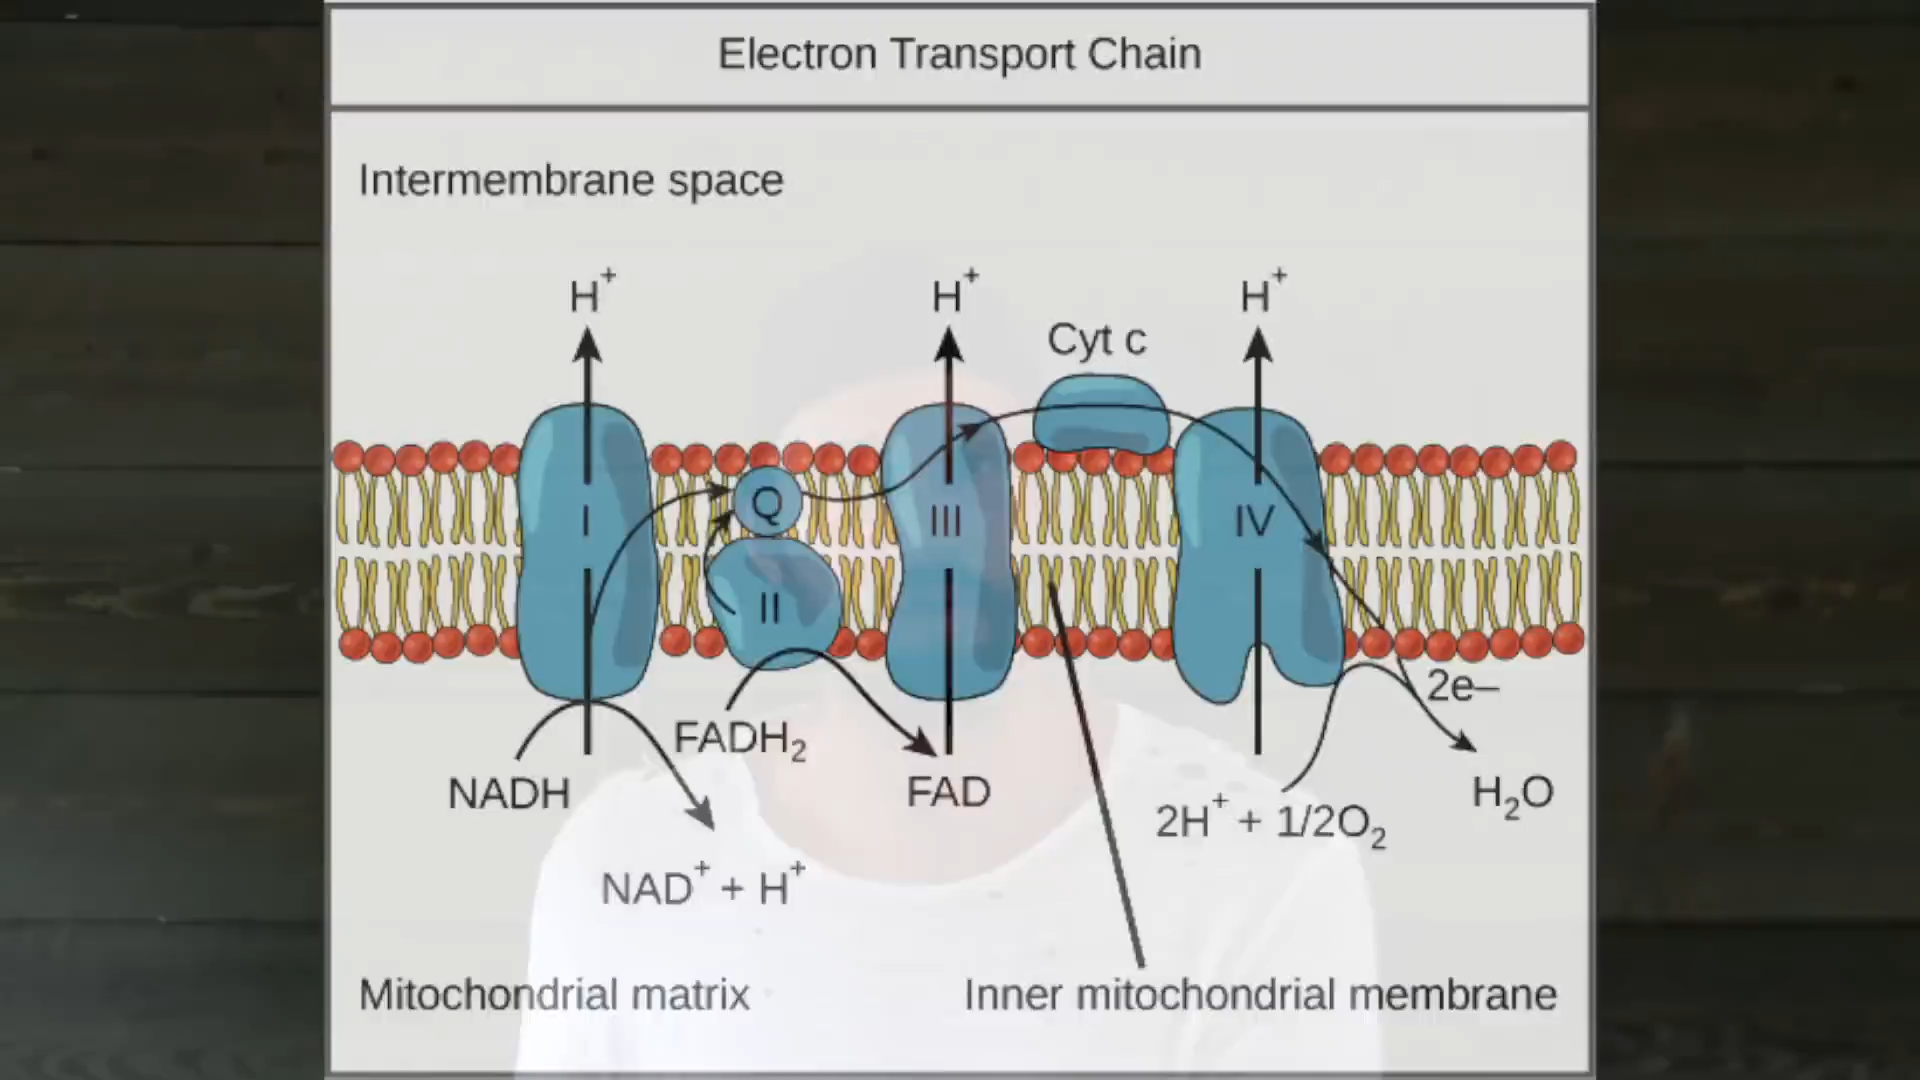 Electron Transport Chain
Intermembrane space
H⁺ H⁺ H⁺
Cyt c
Q
I III IV
II
2e–
FADH₂
NADH FAD H₂O
2H⁺ + 1/2O₂
NAD⁺ + H⁺
Mitochondrial matrix Inner mitochondrial membrane